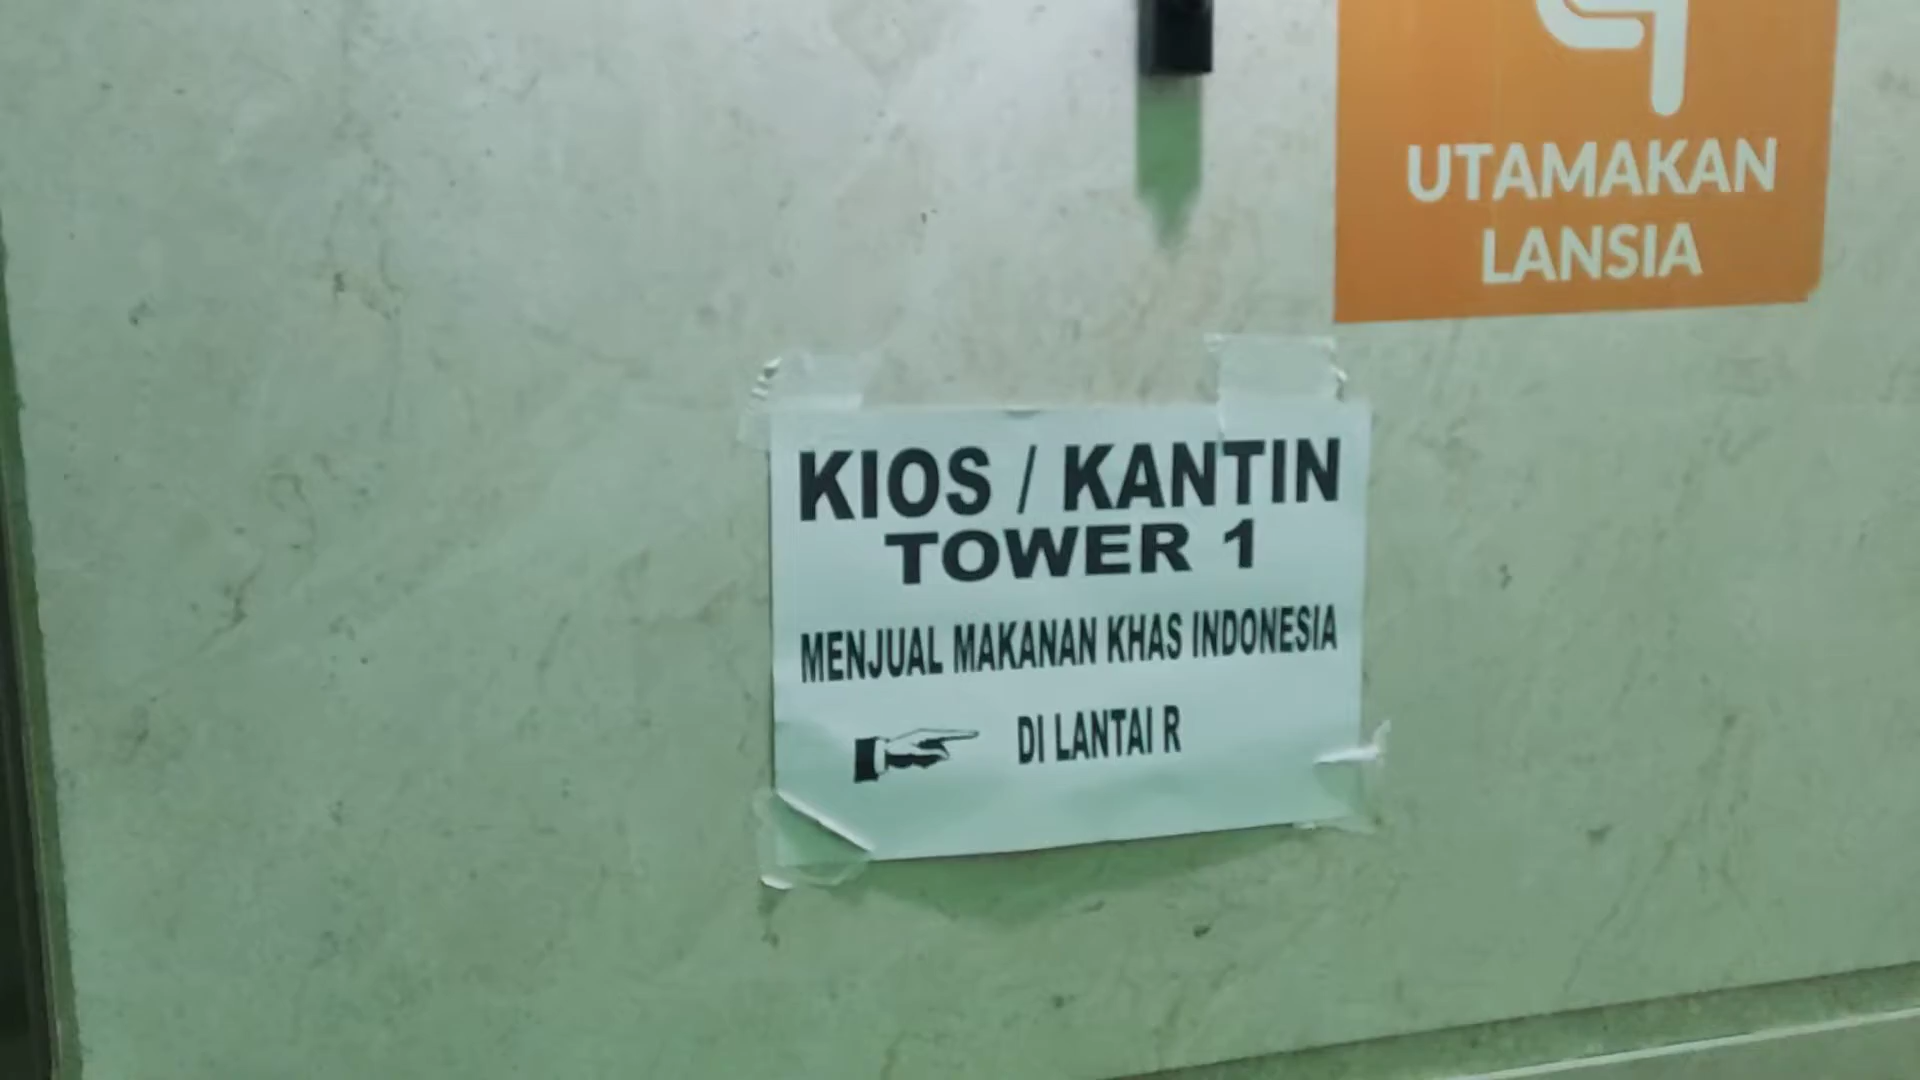 UTAMAKAN
LANSIA
KIOS / KANTIN
TOWER 1
MENJUAL MAKANAN KHAS INDONESIA
DI LANTAI R